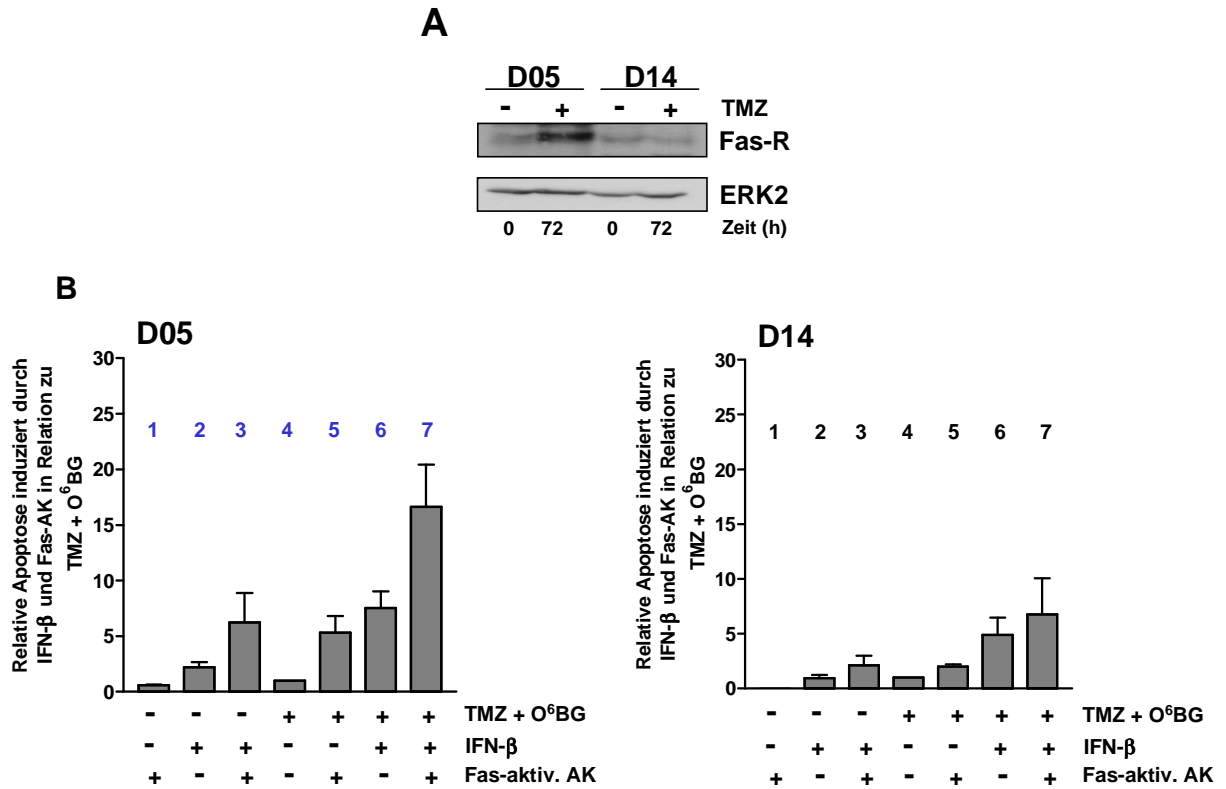 A
D05 D14
- + - + TMZ
Fas-R
ERK2
0 72 0 72 Zeit (h)
B
D05
Relative Apoptose induziert durch
IFN-β und Fas-AK in Relation zu
TMZ + O⁶BG
30
25
20
15
10
5
0
1 2 3 4 5 6 7
- - - + + + + TMZ + O⁶BG
- + + - - + + IFN-β
+ - + - + - + Fas-aktiv. AK
D14
Relative Apoptose induziert durch
IFN-β und Fas-AK in Relation zu
TMZ + O⁶BG
30
25
20
15
10
5
0
1 2 3 4 5 6 7
- - - + + + + TMZ + O⁶BG
- + + - - + + IFN-β
+ - + - + - + Fas-aktiv. AK